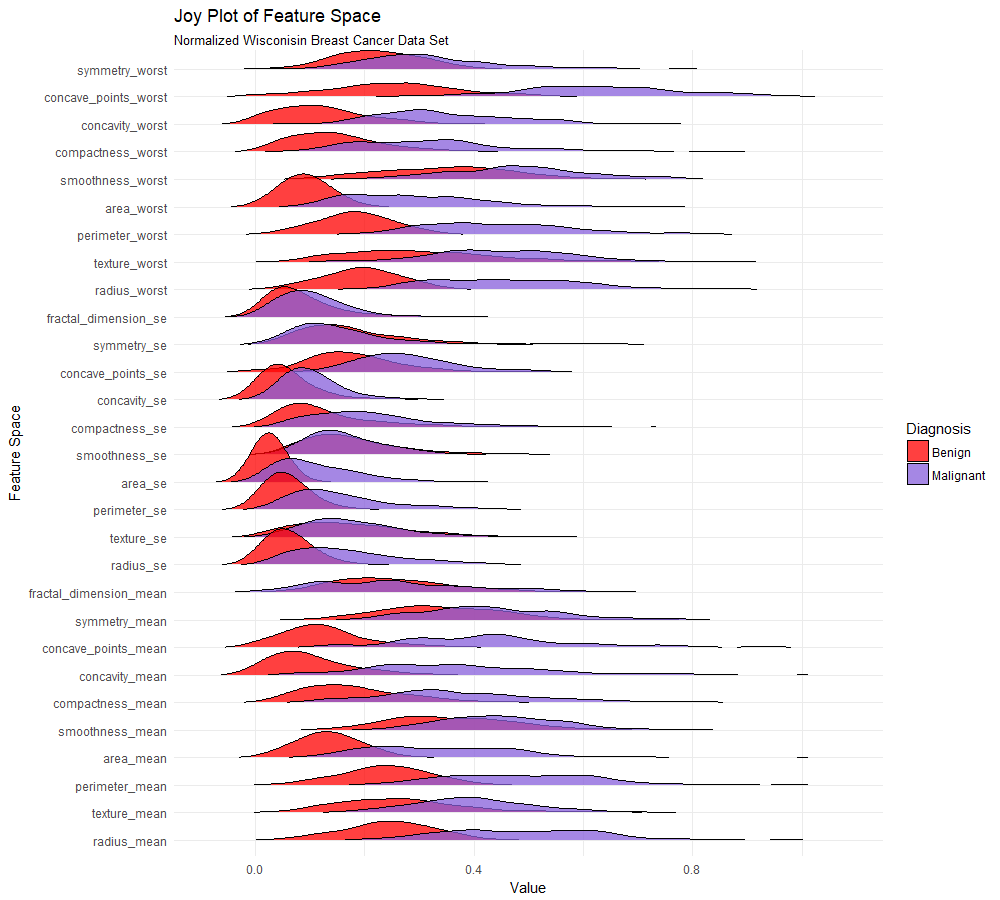 Joy Plot of Feature Space
Normalized Wisconisin Breast Cancer Data Set
symmetry_worst
concave_points_worst
concavity_worst
compactness_worst
smoothness_worst
area_worst
perimeter_worst
texture_worst
radius_worst
fractal_dimension_se
symmetry_se
concave_points_se
concavity_se
compactness_se
smoothness_se
area_se
perimeter_se
texture_se
radius_se
fractal_dimension_mean
symmetry_mean
concave_points_mean
concavity_mean
compactness_mean
smoothness_mean
area_mean
perimeter_mean
texture_mean
radius_mean
Feature Space
0.0 0.4 0.8
Value
Diagnosis
Benign
Malignant